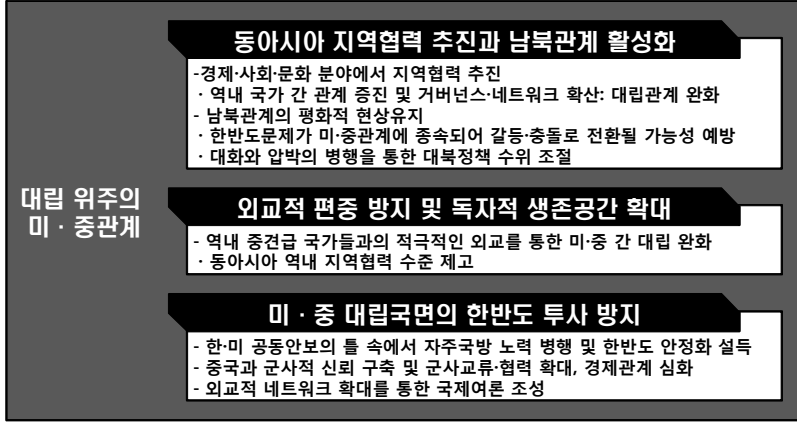 대립 위주의
미 · 중관계
동아시아 지역협력 추진과 남북관계 활성화
-경제·사회·문화 분야에서 지역협력 추진
· 역내 국가 간 관계 증진 및 거버넌스·네트워크 확산: 대립관계 완화
- 남북관계의 평화적 현상유지
· 한반도문제가 미·중관계에 종속되어 갈등·충돌로 전환될 가능성 예방
· 대화와 압박의 병행을 통한 대북정책 수위 조절
외교적 편중 방지 및 독자적 생존공간 확대
- 역내 중견급 국가들과의 적극적인 외교를 통한 미·중 간 대립 완화
· 동아시아 역내 지역협력 수준 제고
미 · 중 대립국면의 한반도 투사 방지
- 한·미 공동안보의 틀 속에서 자주국방 노력 병행 및 한반도 안정화 설득
- 중국과 군사적 신뢰 구축 및 군사교류·협력 확대, 경제관계 심화
- 외교적 네트워크 확대를 통한 국제여론 조성